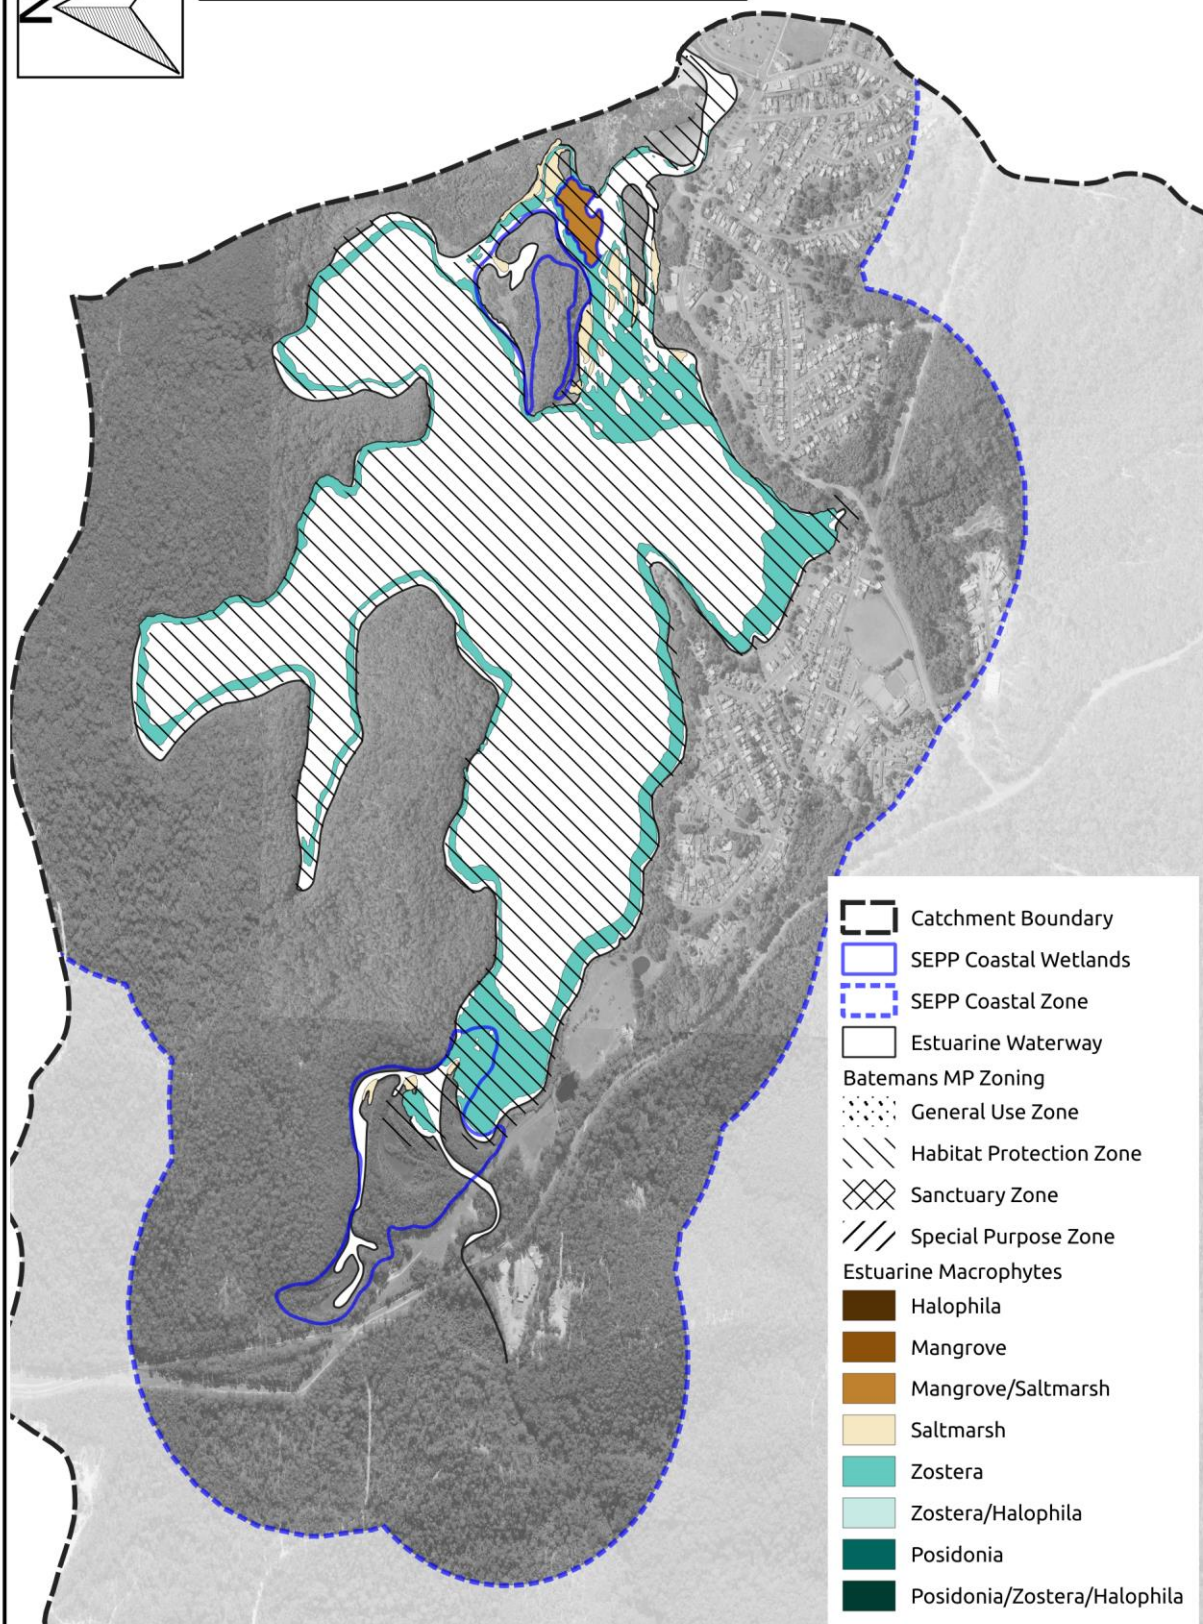 Catchment Boundary
SEPP Coastal Wetlands
SEPP Coastal Zone
Estuarine Waterway
Batemans MP Zoning
General Use Zone
Habitat Protection Zone
Sanctuary Zone
Special Purpose Zone
Estuarine Macrophytes
Halophila
Mangrove
Mangrove/Saltmarsh
Saltmarsh
Zostera
Zostera/Halophila
Posidonia
Posidonia/Zostera/Halophila